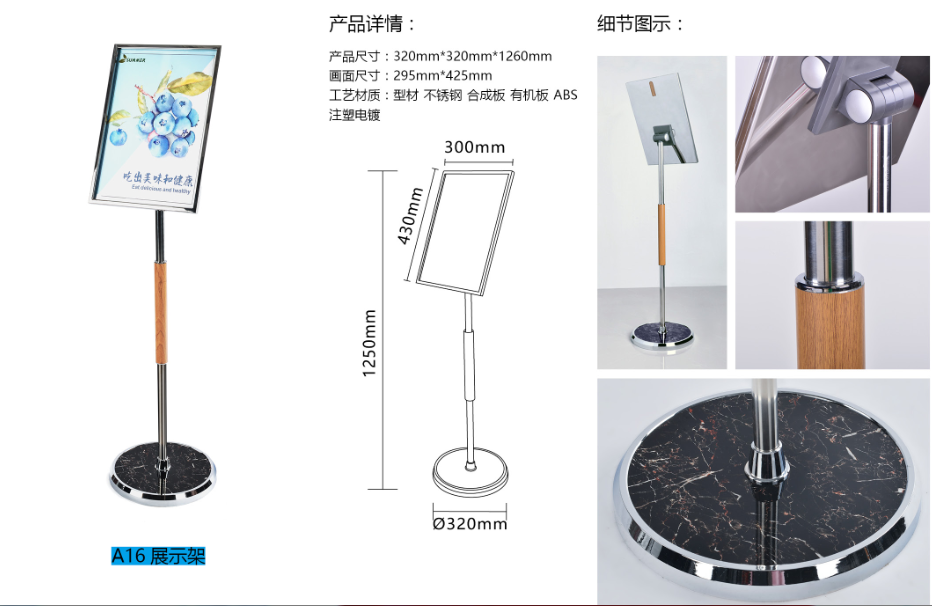 产品详情：
产品尺寸：320mm*320mm*1260mm
画面尺寸：295mm*425mm
工艺材质：型材 不锈钢 合成板 有机板 ABS
注塑电镀
细节图示：
吃出美味和健康
Eat delicious and healthy
300mm
430mm
1250mm
Ø320mm
A16 展示架